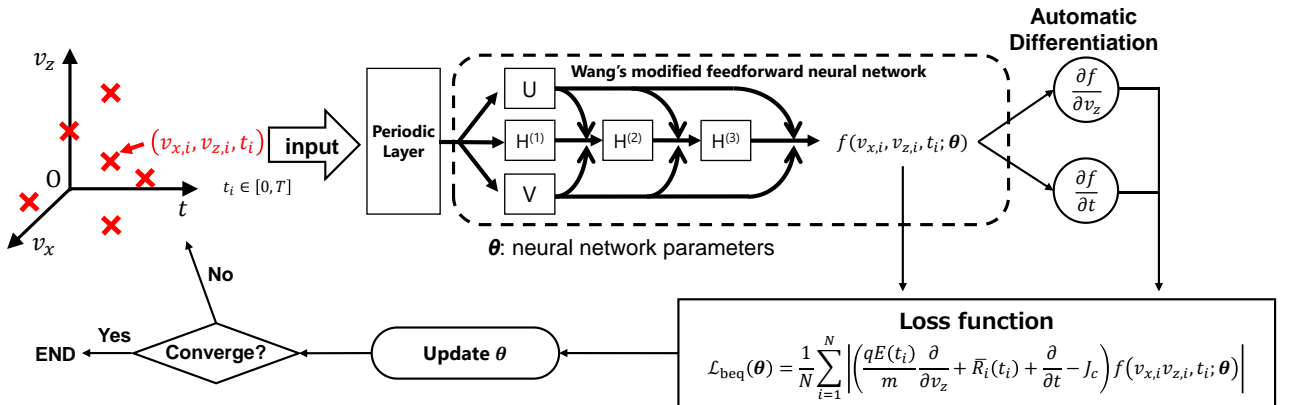 Automatic
Differentiation
Wang's modified feedforward neural network
v_z
(v_{x,i}, v_{z,i}, t_i)
O
t
v_x
t_i ∈ [0, T]
input
Periodic
Layer
U
H^{(1)}
H^{(2)}
H^{(3)}
V
f(v_{x,i}, v_{z,i}, t_i; θ)
∂f/∂v_z
∂f/∂t
θ: neural network parameters
No
Yes
END
Converge?
Update θ
Loss function
ℒ_{beq}(θ) = 1/N ∑_{i=1}^{N} |(qE(t_i)/m ∂/∂v_z + R̅_i(t_i) + ∂/∂t − J_c) f(v_{x,i}v_{z,i}, t_i; θ)|